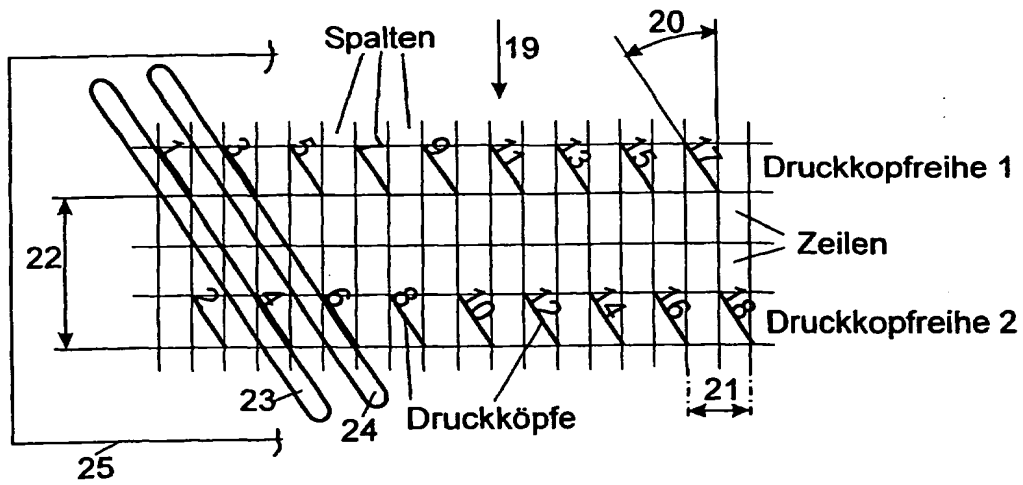 20
Spalten
19
1 3 5 7 9 11 13 15 17
Druckkopfreihe 1
22
Zeilen
2 4 6 8 10 12 14 16 18
Druckkopfreihe 2
21
23
24
Druckköpfe
25